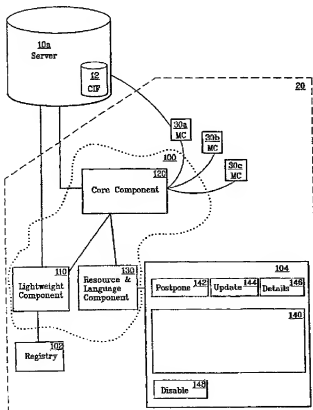 10a
Server
12
CIF
20
30a
MC
30b
MC
30c
MC
100
120
Core Component
110
Lightweight
Component
130
Resource &
Language
Component
104
Postpone 142
Update 144
Details 146
140
102
Registry
Disable 148